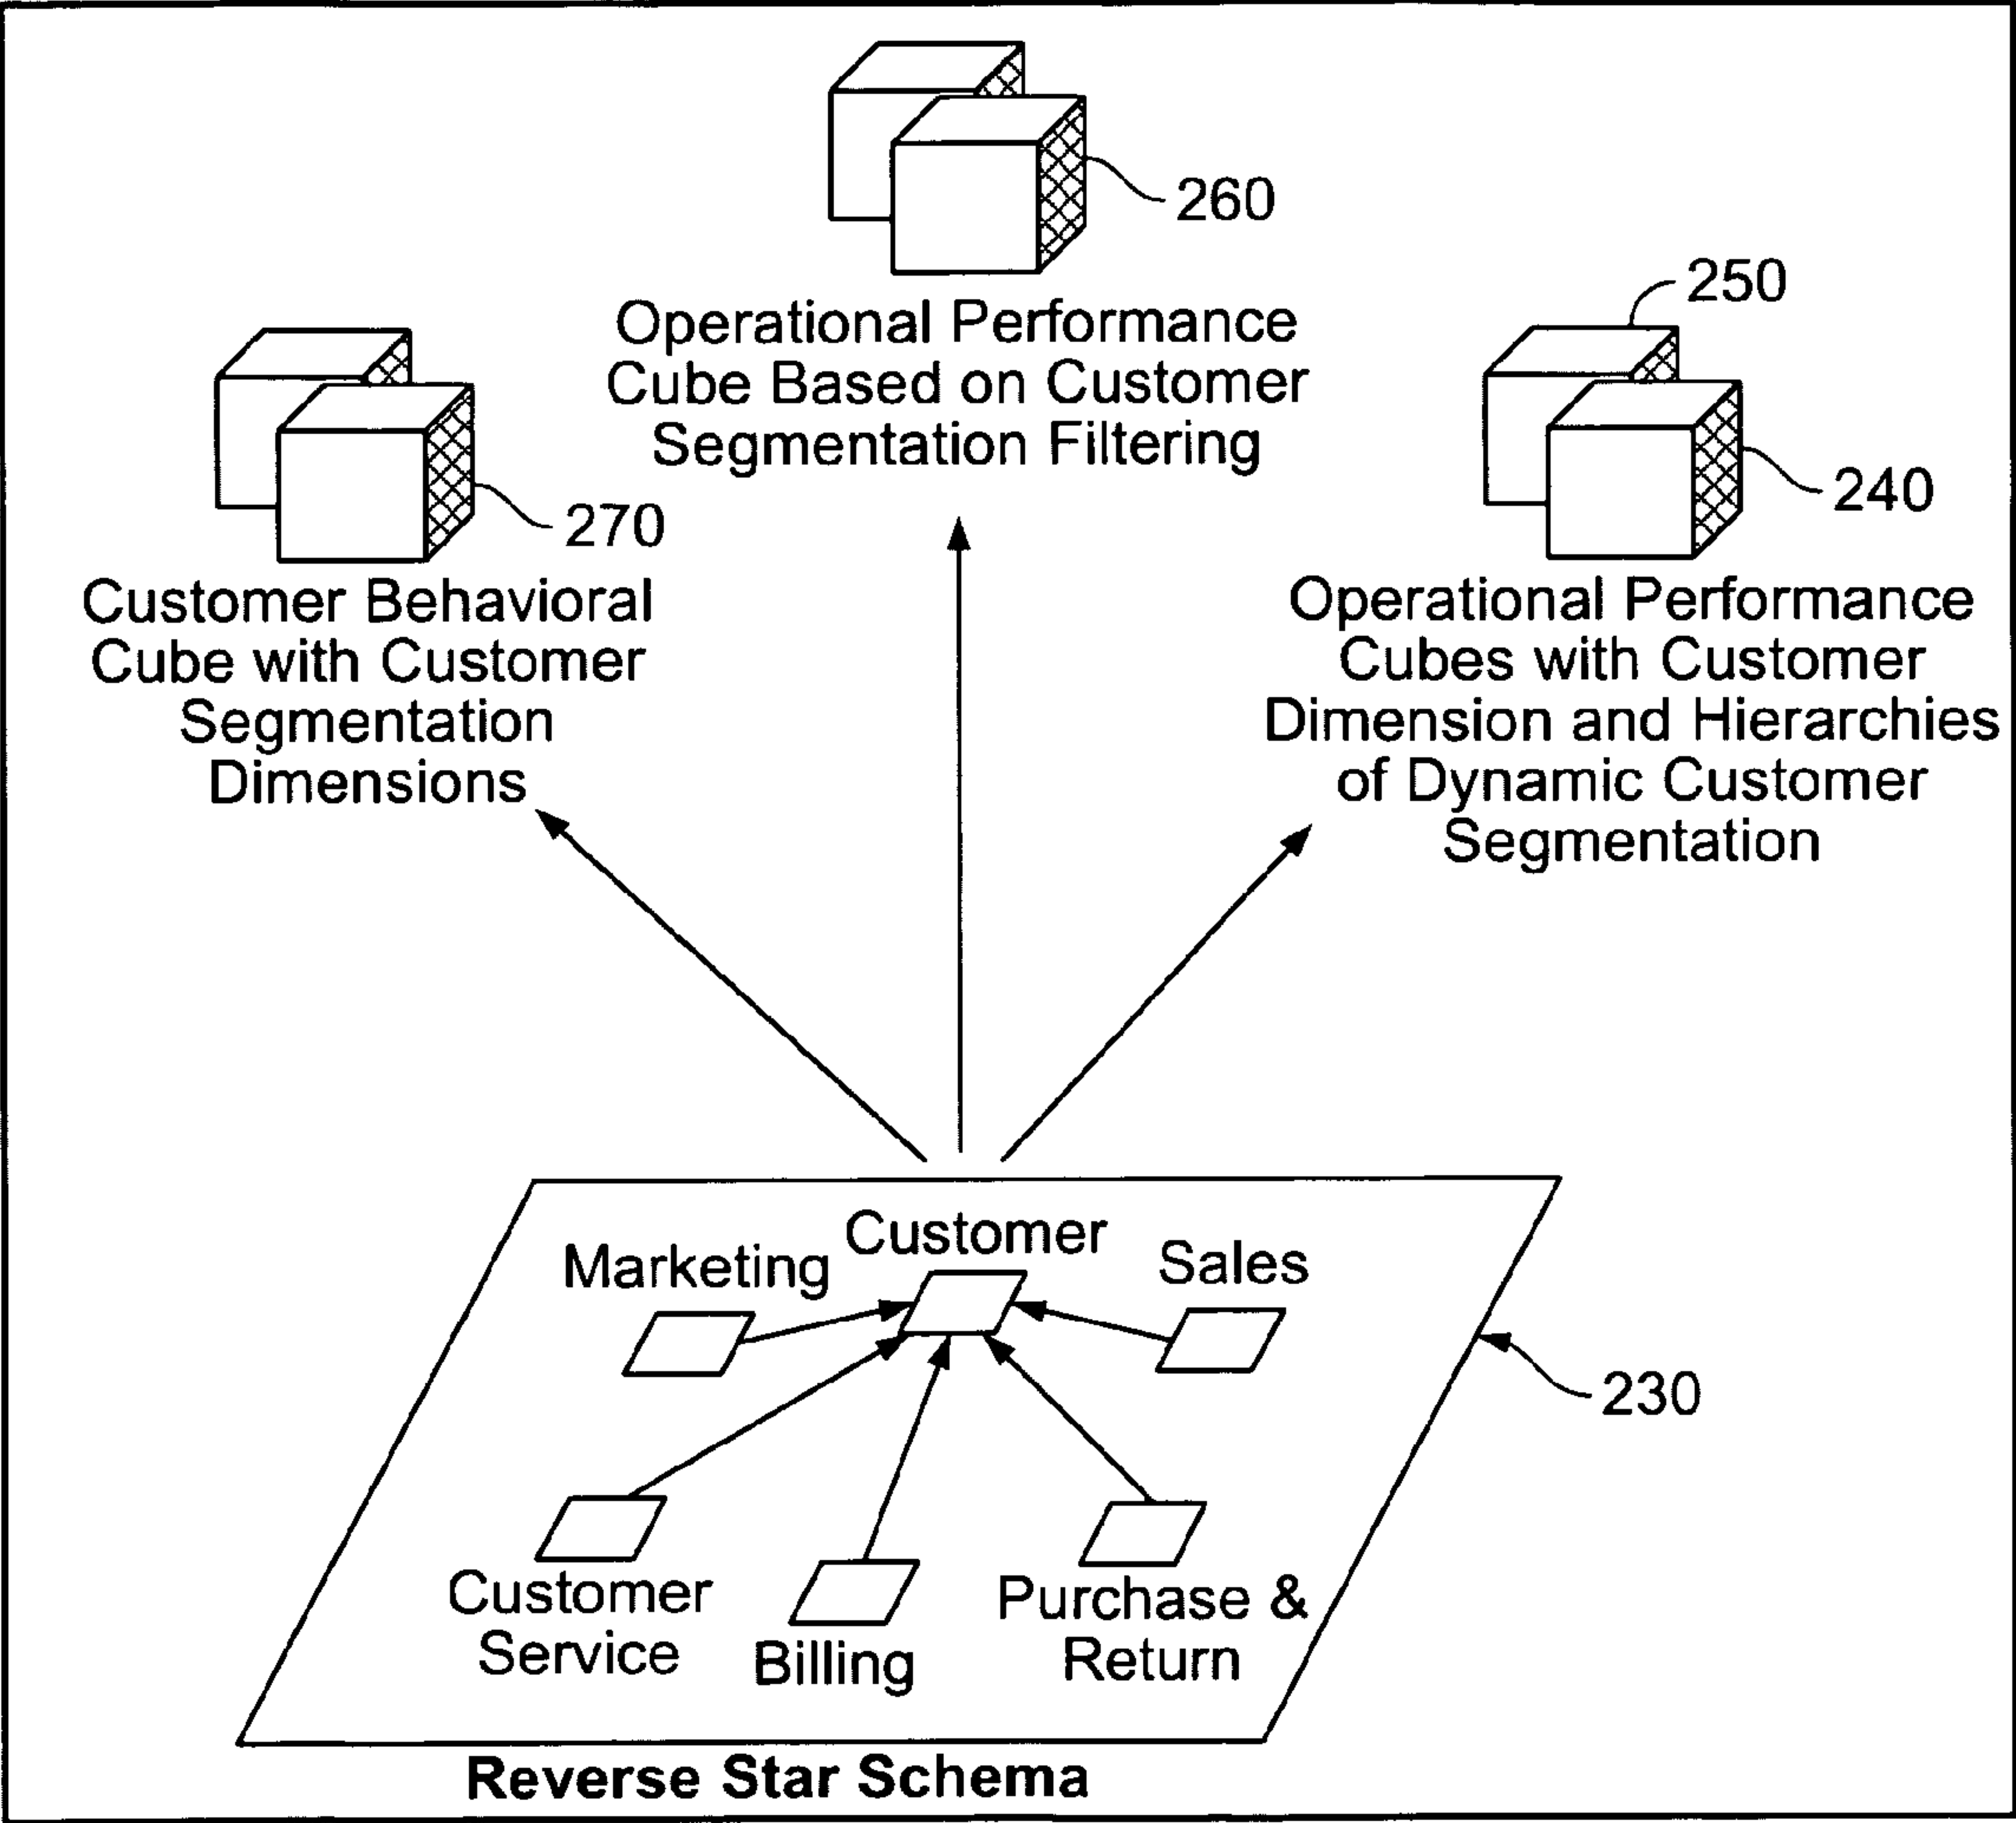 260
Operational Performance
Cube Based on Customer
Segmentation Filtering
250
240
270
Customer Behavioral
Cube with Customer
Segmentation
Dimensions
Operational Performance
Cubes with Customer
Dimension and Hierarchies
of Dynamic Customer
Segmentation
Customer
Marketing
Sales
230
Customer
Service
Billing
Purchase &
Return
Reverse Star Schema